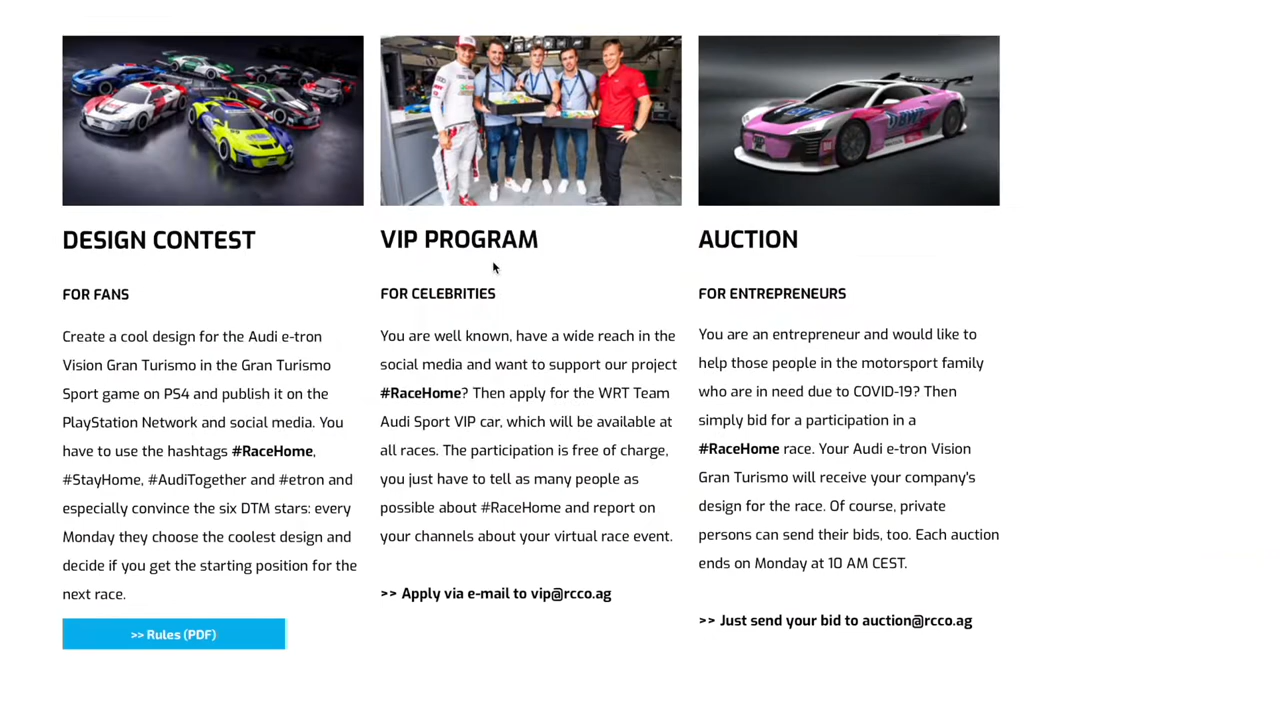 DESIGN CONTEST
FOR FANS
Create a cool design for the Audi e-tron
Vision Gran Turismo in the Gran Turismo
Sport game on PS4 and publish it on the
PlayStation Network and social media. You
have to use the hashtags #RaceHome,
#StayHome, #AudiTogether and #etron and
especially convince the six DTM stars: every
Monday they choose the coolest design and
decide if you get the starting position for the
next race.
>> Rules (PDF)
VIP PROGRAM
FOR CELEBRITIES
You are well known, have a wide reach in the
social media and want to support our project
#RaceHome? Then apply for the WRT Team
Audi Sport VIP car, which will be available at
all races. The participation is free of charge,
you just have to tell as many people as
possible about #RaceHome and report on
your channels about your virtual race event.
>> Apply via e-mail to vip@rcco.ag
AUCTION
FOR ENTREPRENEURS
You are an entrepreneur and would like to
help those people in the motorsport family
who are in need due to COVID-19? Then
simply bid for a participation in a
#RaceHome race. Your Audi e-tron Vision
Gran Turismo will receive your company's
design for the race. Of course, private
persons can send their bids, too. Each auction
ends on Monday at 10 AM CEST.
>> Just send your bid to auction@rcco.ag